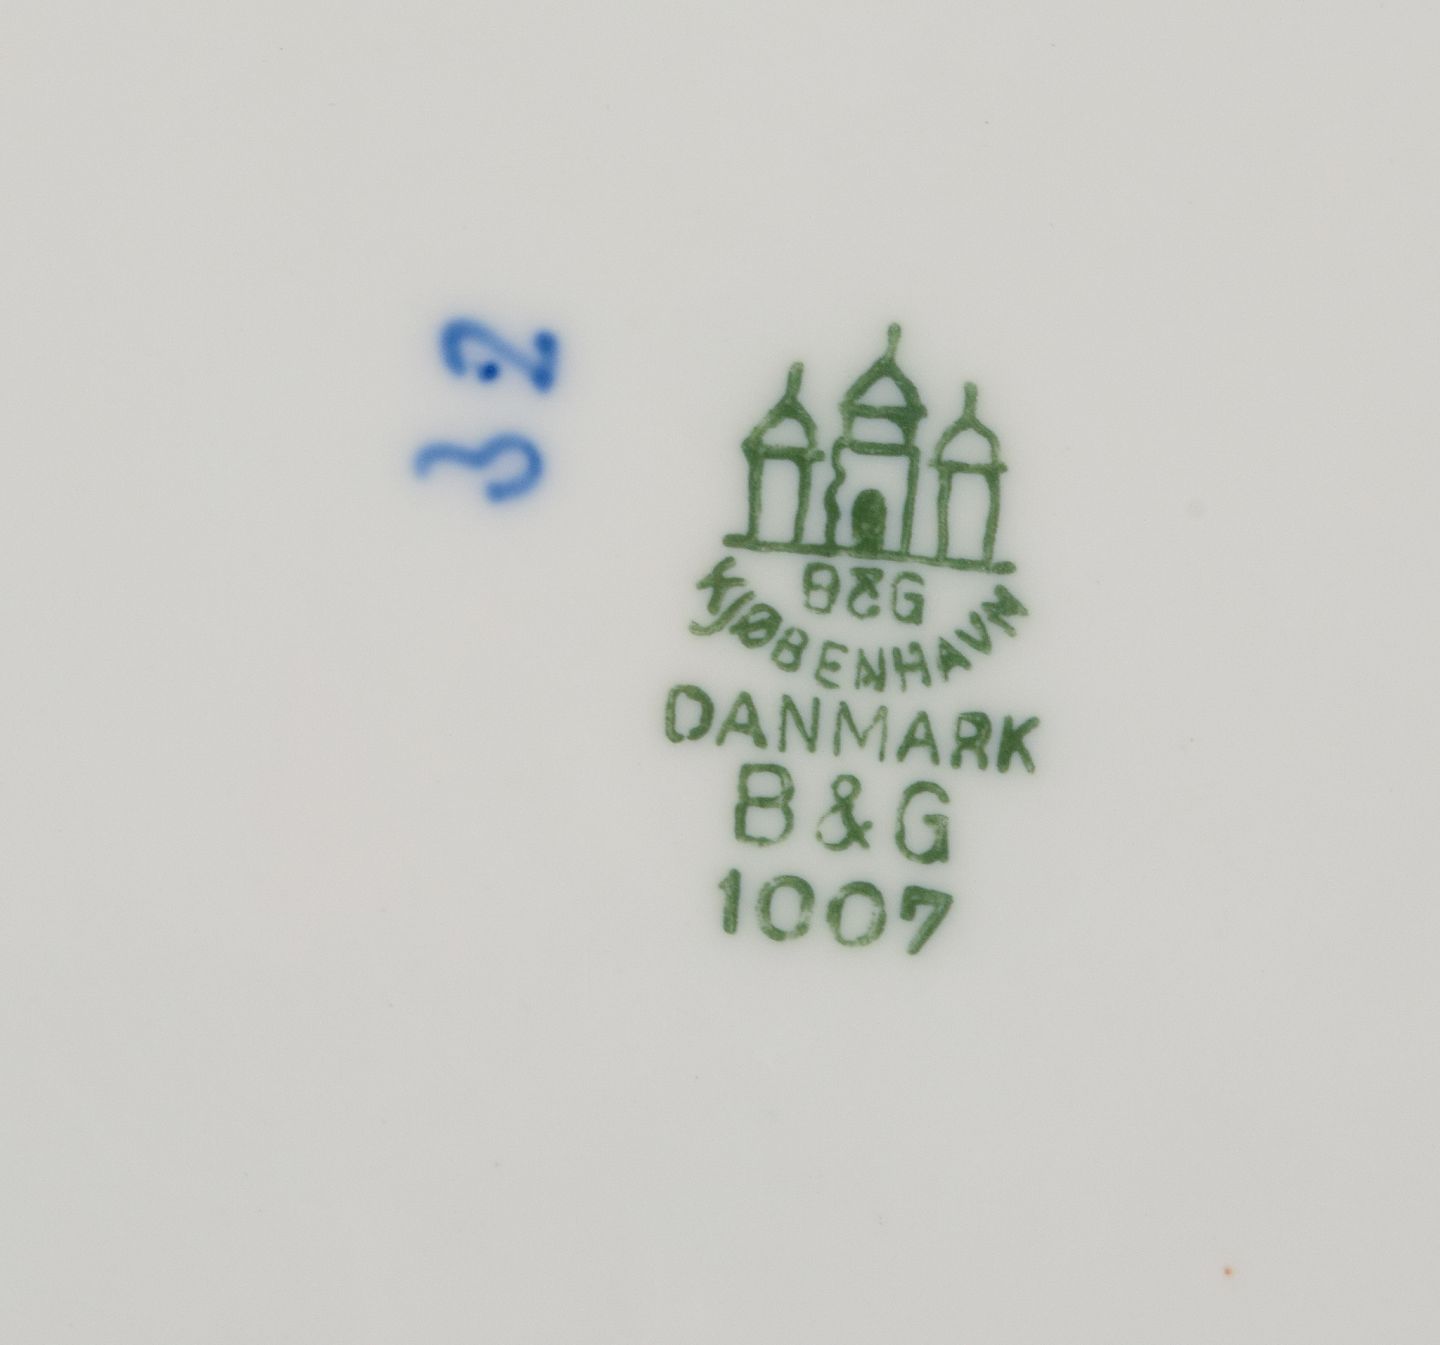 32
B&G
KJØBENHAVN
DANMARK
B & G
1007